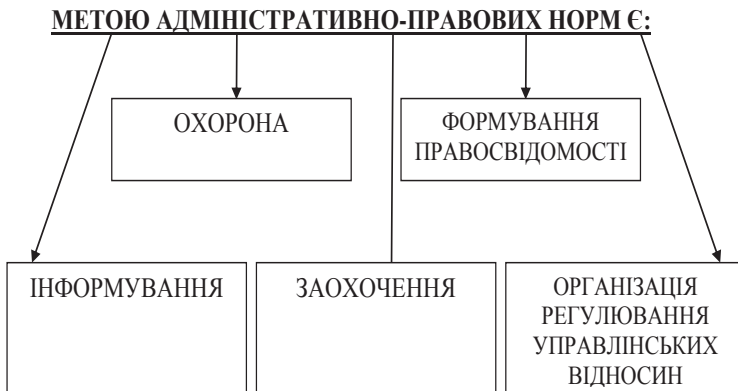 МЕТОЮ АДМІНІСТРАТИВНО-ПРАВОВИХ НОРМ Є:
ОХОРОНА
ФОРМУВАННЯ
ПРАВОСВІДОМОСТІ
ІНФОРМУВАННЯ
ЗАОХОЧЕННЯ
ОРГАНІЗАЦІЯ
РЕГУЛЮВАННЯ
УПРАВЛІНСЬКИХ
ВІДНОСИН